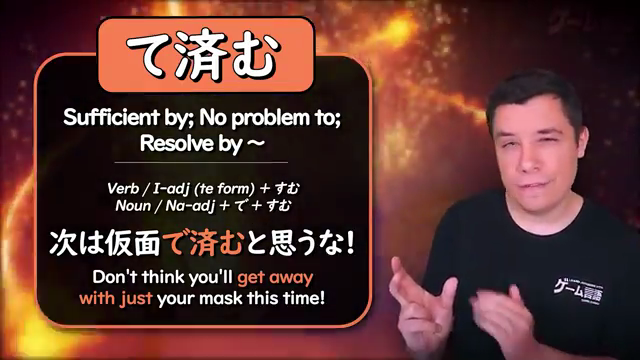 て済む
Sufficient by; No problem to;
Resolve by ～
Verb / I-adj (te form) + すむ
Noun / Na-adj + で + すむ
次は仮面で済むと思うな!
Don't think you'll get away
with just your mask this time!
ゲーム言語